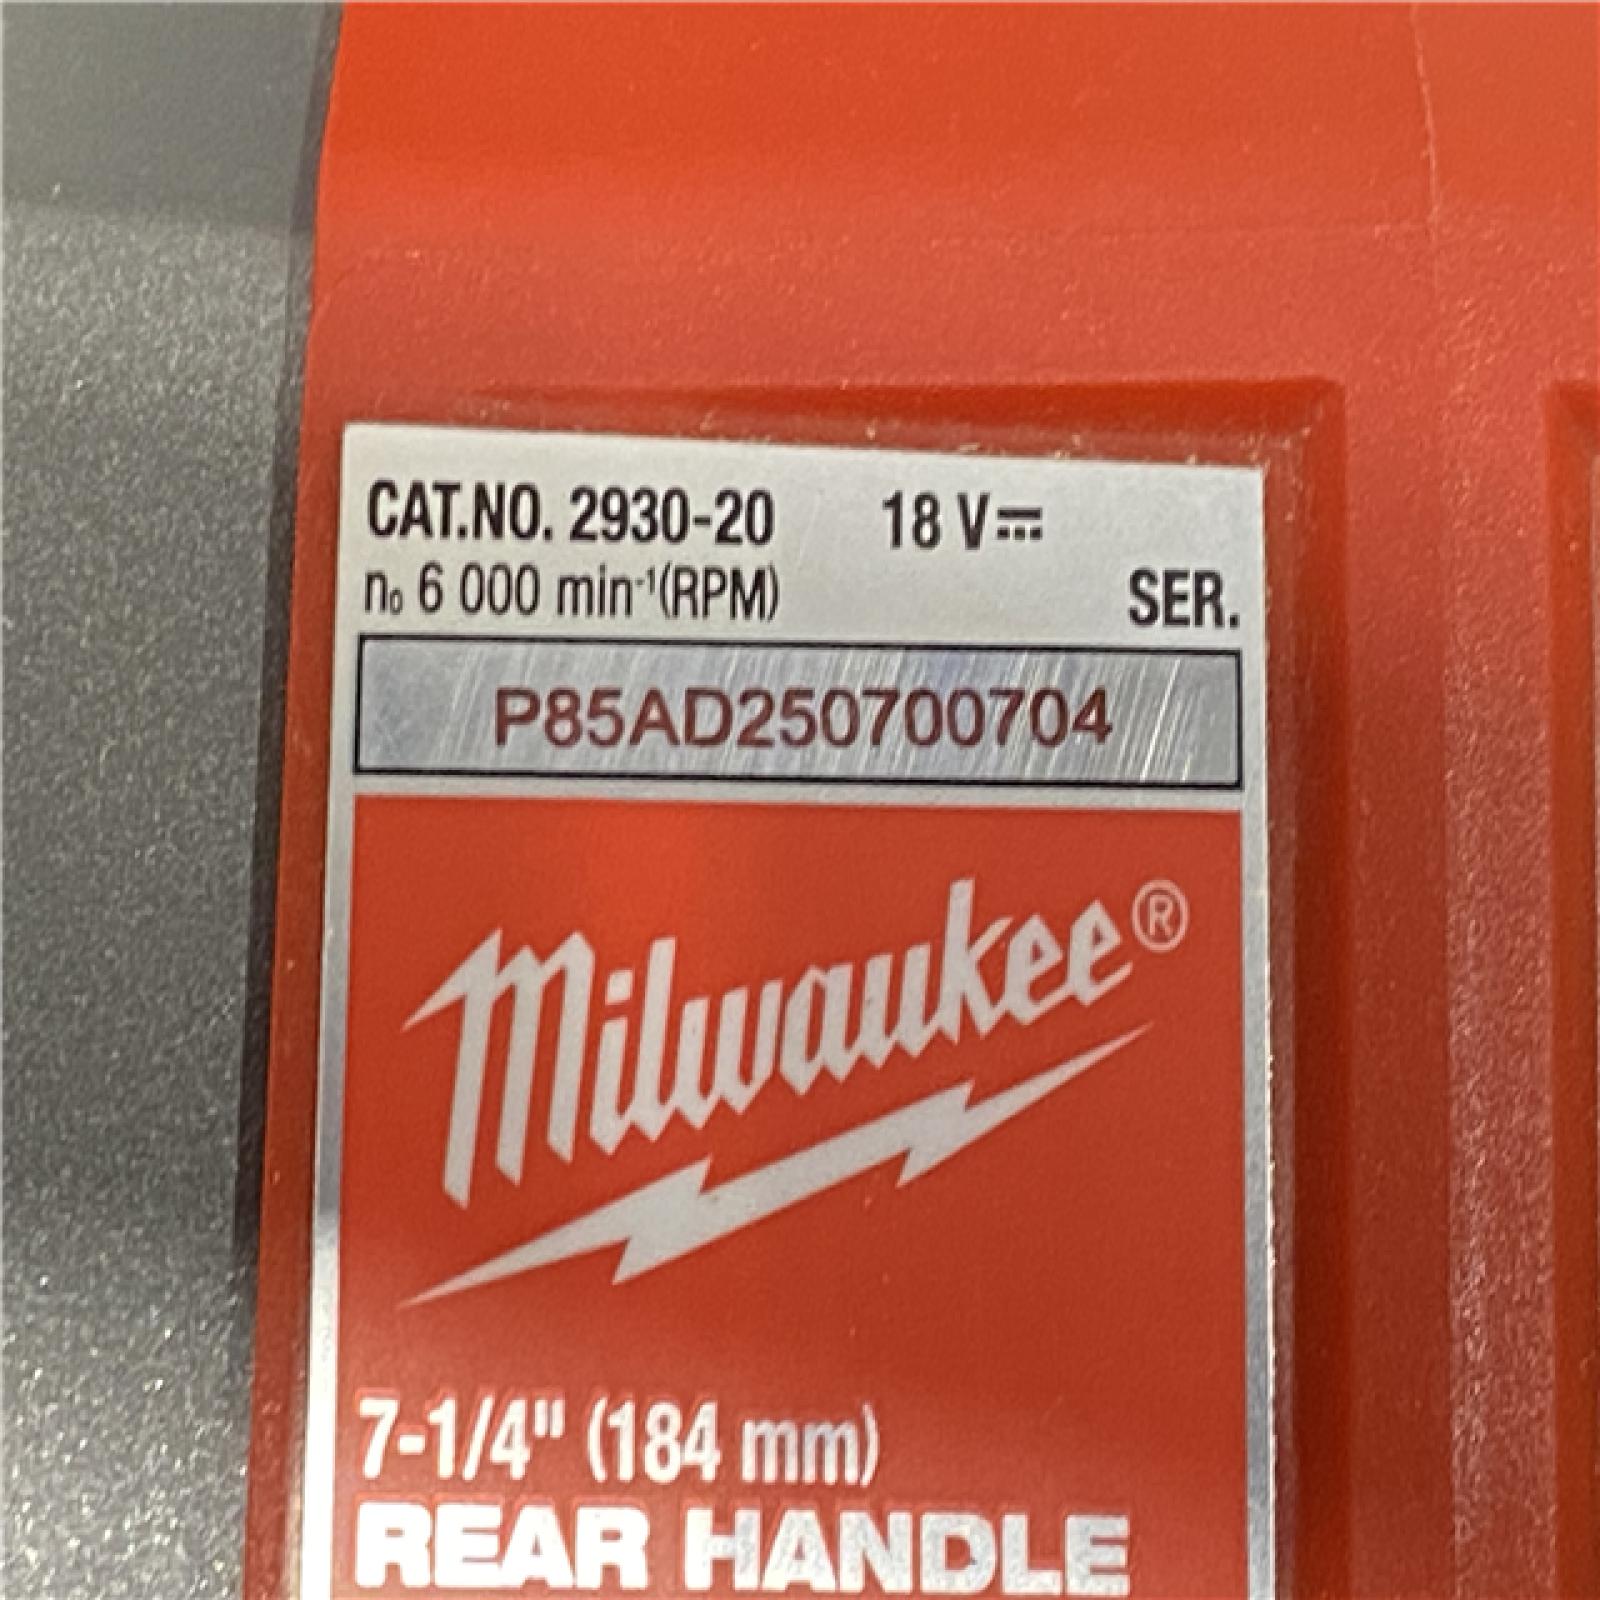 CAT.NO. 2930-20 18 V⎓
n₀ 6 000 min⁻¹(RPM) SER.
P85AD250700704
Milwaukee®
7-1/4" (184 mm)
REAR HANDLE